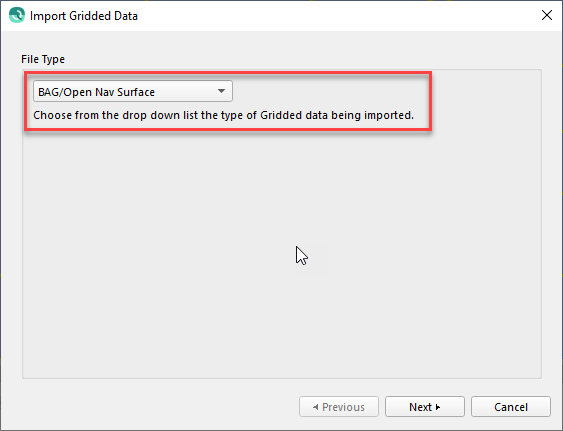 Import Gridded Data
File Type
BAG/Open Nav Surface
Choose from the drop down list the type of Gridded data being imported.
Previous
Next
Cancel